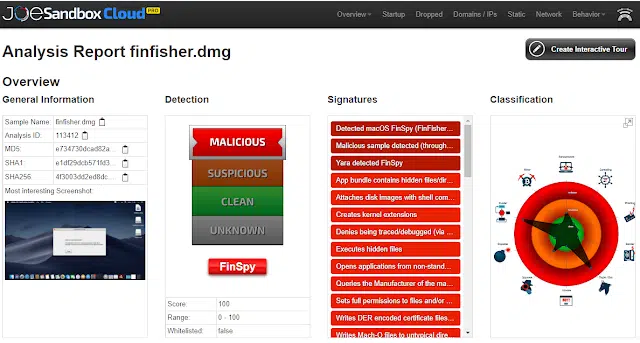 JOESandbox Cloud PRO
Overview Startup Dropped Domains / IPs Static Network Behavior
Analysis Report finfisher.dmg
Create Interactive Tour
Overview
General Information
Sample Name: finfisher.dmg
Analysis ID: 113412
MD5: e734730dcad82a...
SHA1: e1df29dcb571fd3...
SHA256 4f3003dd2ed8dc...
Most interesting Screenshot:
Detection
MALICIOUS
SUSPICIOUS
CLEAN
UNKNOWN
FinSpy
Score: 100
Range: 0 - 100
Whitelisted: false
Signatures
Detected macOS FinSpy (FinFisher...
Malicious sample detected (through...
Yara detected FinSpy
App bundle contains hidden files/dir...
Attaches disk Images with shell com...
Creates kernel extensions
Denies being traced/debugged (via ...
Executes hidden files
Opens applications from non-stand...
Queries the Manufacturer of the ma...
Sets full permissions to files and/or ...
Writes DER encoded certificate files...
Writes Mach-O files to untypical dire...
Classification